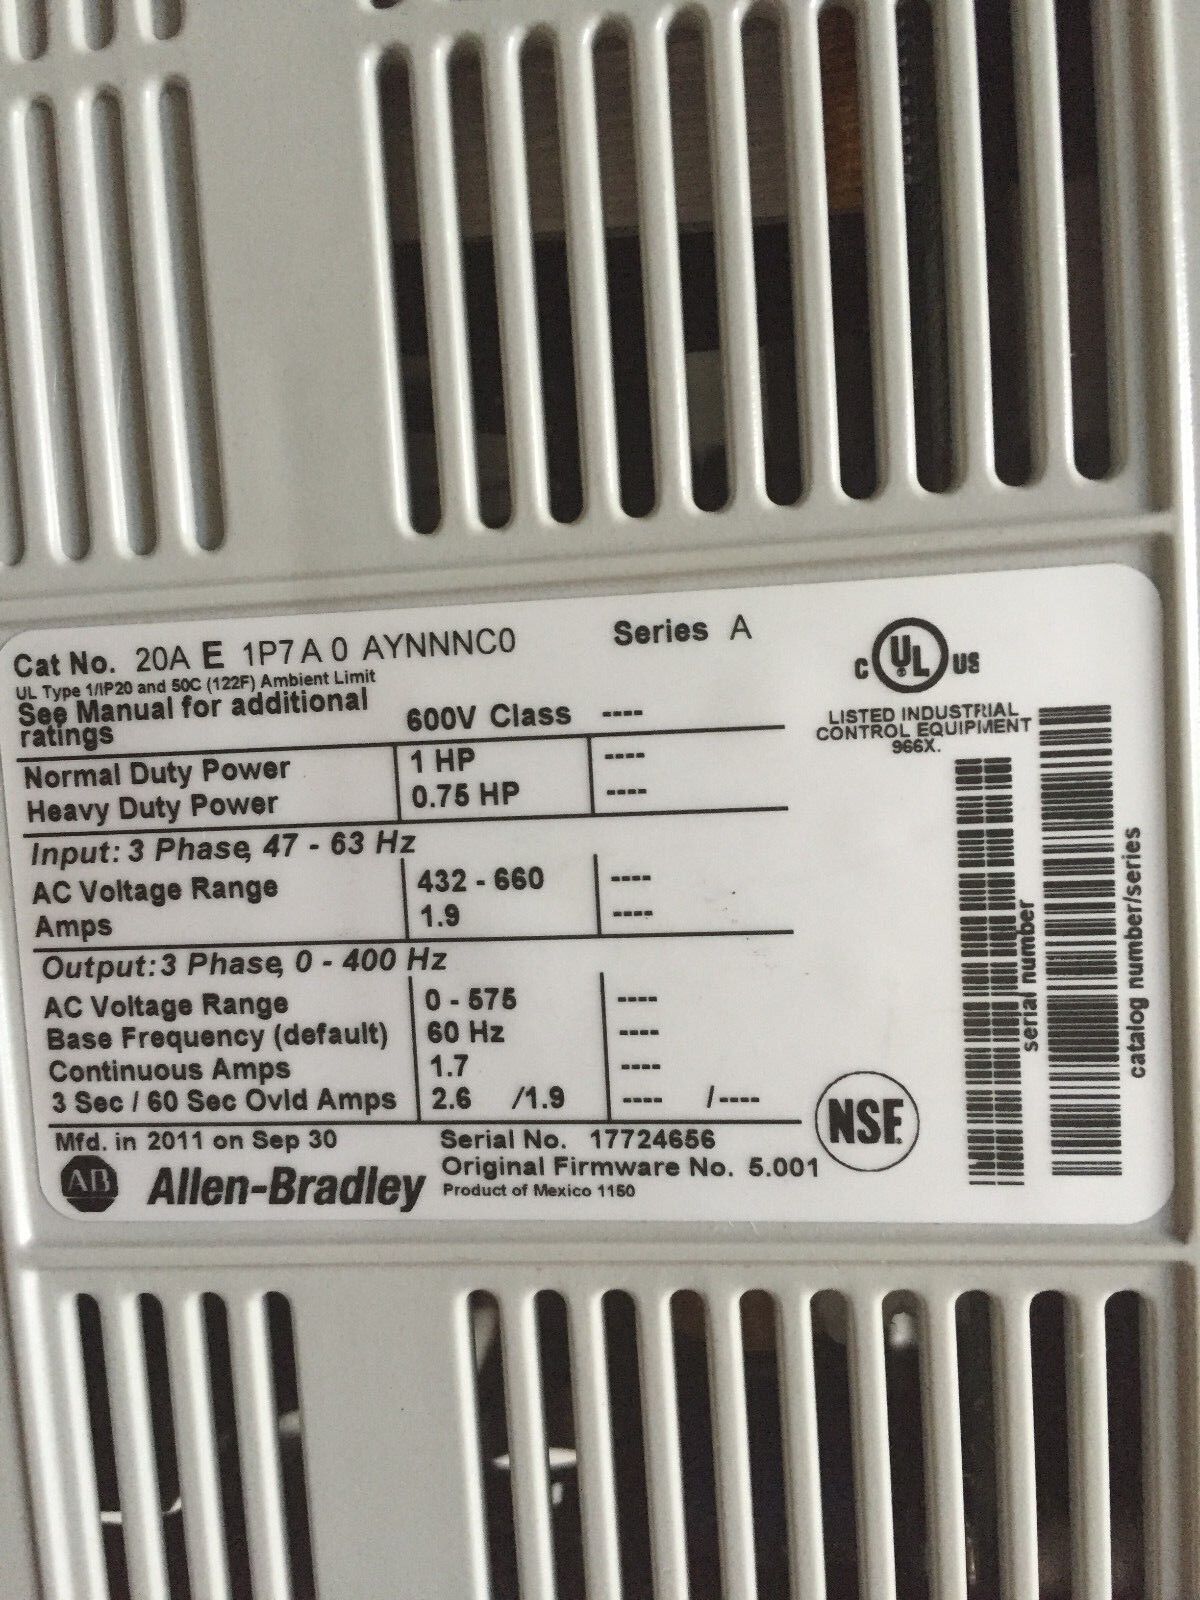 Cat No. 20A E 1P7 A 0 AYNNNC0 Series A
UL Type 1/IP20 and 50C (122F) Ambient Limit
See Manual for additional
ratings
600V Class ----
Normal Duty Power 1 HP ----
Heavy Duty Power 0.75 HP ----
Input: 3 Phase, 47 - 63 Hz
AC Voltage Range 432 - 660 ----
Amps 1.9 ----
Output: 3 Phase, 0 - 400 Hz
AC Voltage Range 0 - 575 ----
Base Frequency (default) 60 Hz ----
Continuous Amps 1.7 ----
3 Sec / 60 Sec Ovld Amps 2.6 /1.9 ---- /----
Mfd. in 2011 on Sep 30
Serial No. 17724656
Original Firmware No. 5.001
AB Allen-Bradley
Product of Mexico 1150
C UL US
LISTED INDUSTRIAL
CONTROL EQUIPMENT
966X.
serial number
catalog number/series
NSF.